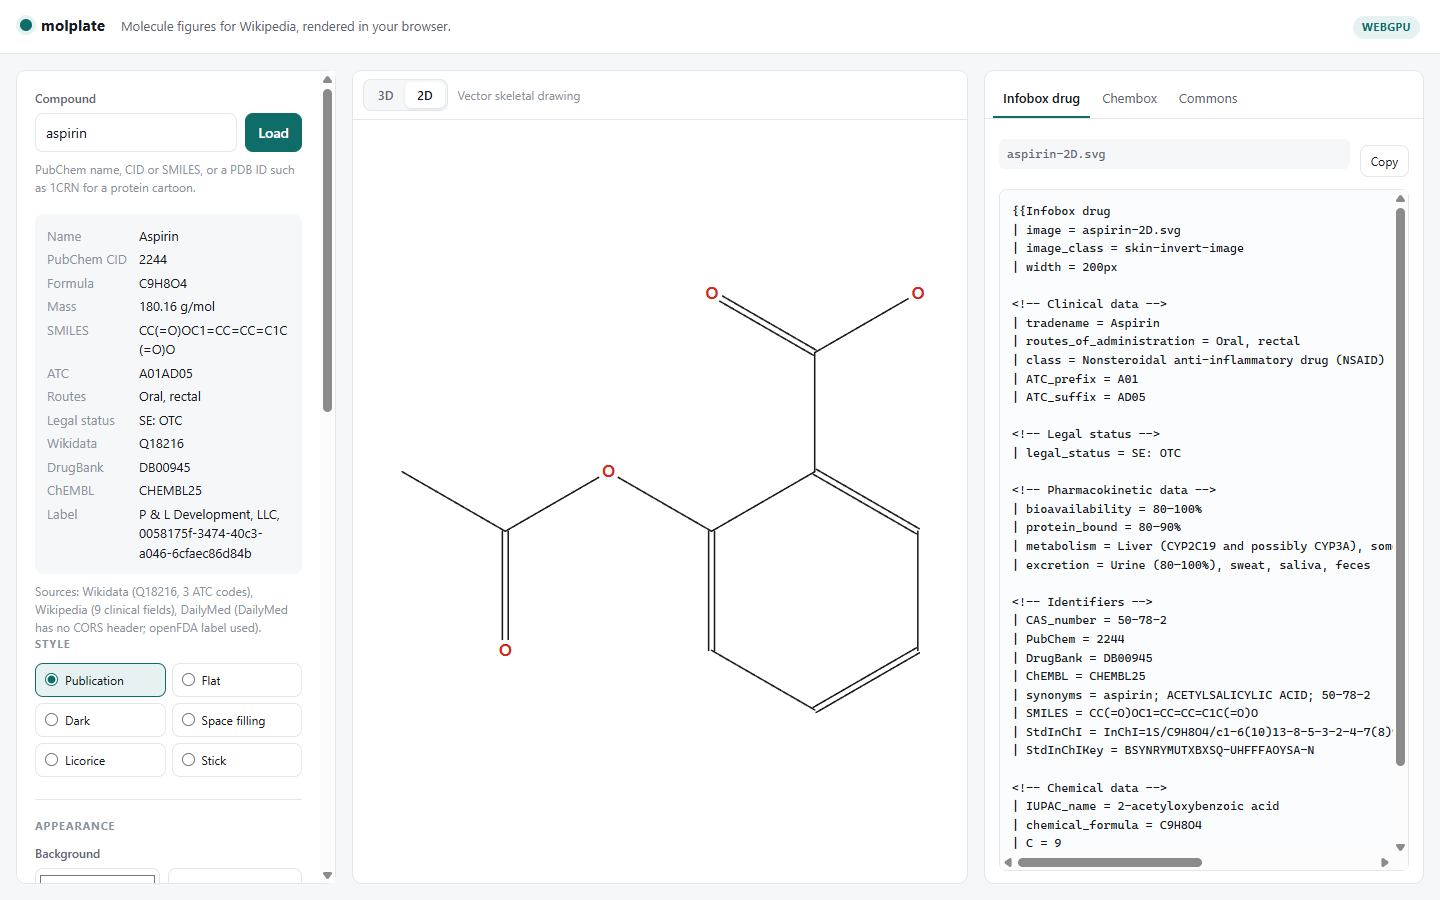 molplate
Molecule figures for Wikipedia, rendered in your browser.
WEBGPU
Compound
aspirin
Load
PubChem name, CID or SMILES, or a PDB ID such
as 1CRN for a protein cartoon.
Name Aspirin
PubChem CID 2244
Formula C9H8O4
Mass 180.16 g/mol
SMILES CC(=O)OC1=CC=CC=C1C
(=O)O
ATC A01AD05
Routes Oral, rectal
Legal status SE: OTC
Wikidata Q18216
DrugBank DB00945
ChEMBL CHEMBL25
Label P & L Development, LLC,
0058175f-3474-40c3-
a046-6cfaec86d84b
Sources: Wikidata (Q18216, 3 ATC codes),
Wikipedia (9 clinical fields), DailyMed (DailyMed
has no CORS header; openFDA label used).
STYLE
Publication Flat
Dark Space filling
Licorice Stick
APPEARANCE
Background
3D 2D Vector skeletal drawing
O O
O
O
Infobox drug Chembox Commons
aspirin-2D.svg
Copy
{{Infobox drug
| image = aspirin-2D.svg
| image_class = skin-invert-image
| width = 200px
<!-- Clinical data -->
| tradename = Aspirin
| routes_of_administration = Oral, rectal
| class = Nonsteroidal anti-inflammatory drug (NSAID)
| ATC_prefix = A01
| ATC_suffix = AD05
<!-- Legal status -->
| legal_status = SE: OTC
<!-- Pharmacokinetic data -->
| bioavailability = 80–100%
| protein_bound = 80–90%
| metabolism = Liver (CYP2C19 and possibly CYP3A), som
| excretion = Urine (80–100%), sweat, saliva, feces
<!-- Identifiers -->
| CAS_number = 50-78-2
| PubChem = 2244
| DrugBank = DB00945
| ChEMBL = CHEMBL25
| synonyms = aspirin; ACETYLSALICYLIC ACID; 50-78-2
| SMILES = CC(=O)OC1=CC=CC=C1C(=O)O
| StdInChI = InChI=1S/C9H8O4/c1-6(10)13-8-5-3-2-4-7(8)
| StdInChIKey = BSYNRYMUTXBXSQ-UHFFFAOYSA-N
<!-- Chemical data -->
| IUPAC_name = 2-acetyloxybenzoic acid
| chemical_formula = C9H8O4
| C = 9